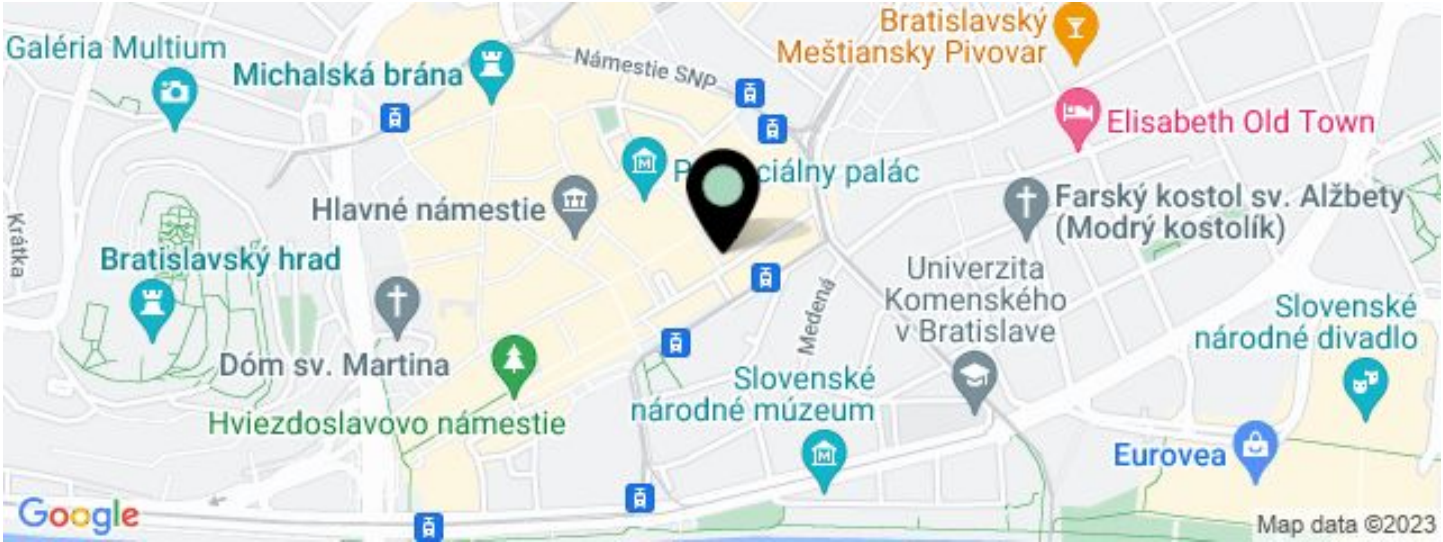 Galéria Multium
Michalská brána
Námestie SNP
Bratislavský
Meštiansky Pivovar
Elisabeth Old Town
P ciálny palác
Hlavné námestie
Farský kostol sv. Alžbety
(Modrý kostolík)
Krátka
Bratislavský hrad
Univerzita
Komenského
v Bratislave
Medená
Slovenské
národné divadlo
Dóm sv. Martina
Slovenské
národné múzeum
Hviezdoslavovo námestie
Eurovea
Google
Map data ©2023